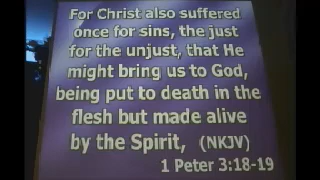 For Christ also suffered
once for sins, the just
for the unjust, that He
might bring us to God,
being put to death in the
flesh but made alive
by the Spirit, (NKJV)
1 Peter 3:18-19